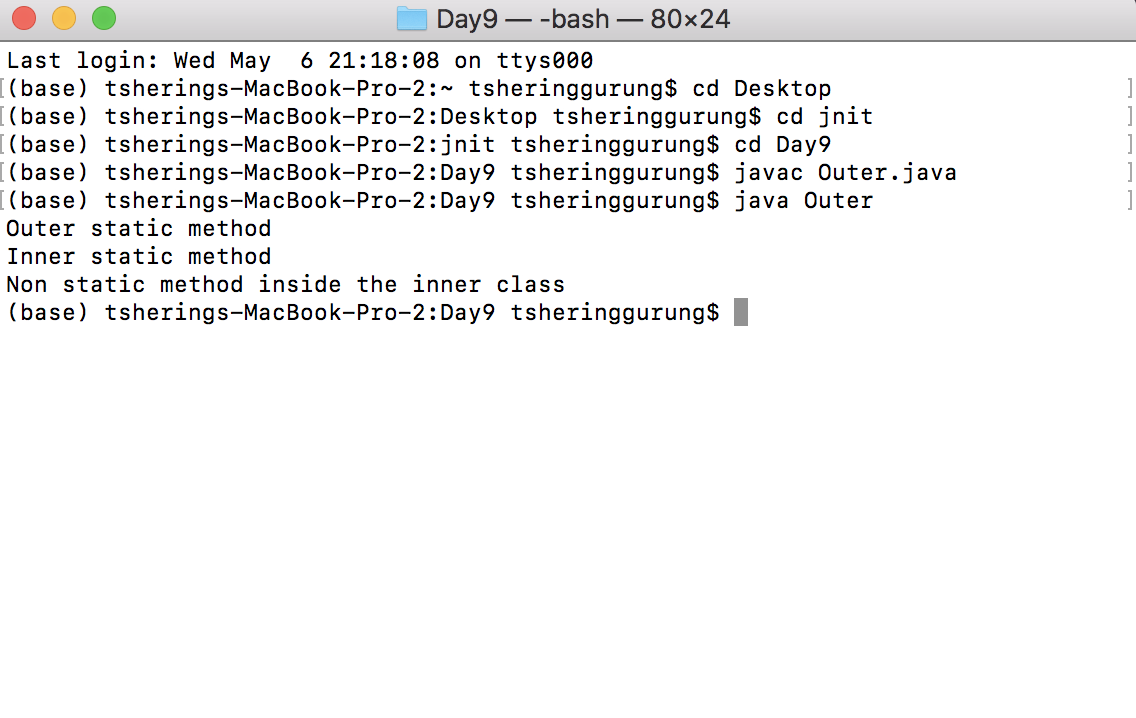 Day9 — -bash — 80×24
Last login: Wed May  6 21:18:08 on ttys000
[(base) tsherings-MacBook-Pro-2:~ tsheringgurung$ cd Desktop ]
[(base) tsherings-MacBook-Pro-2:Desktop tsheringgurung$ cd jnit ]
[(base) tsherings-MacBook-Pro-2:jnit tsheringgurung$ cd Day9 ]
[(base) tsherings-MacBook-Pro-2:Day9 tsheringgurung$ javac Outer.java ]
[(base) tsherings-MacBook-Pro-2:Day9 tsheringgurung$ java Outer ]
Outer static method
Inner static method
Non static method inside the inner class
(base) tsherings-MacBook-Pro-2:Day9 tsheringgurung$